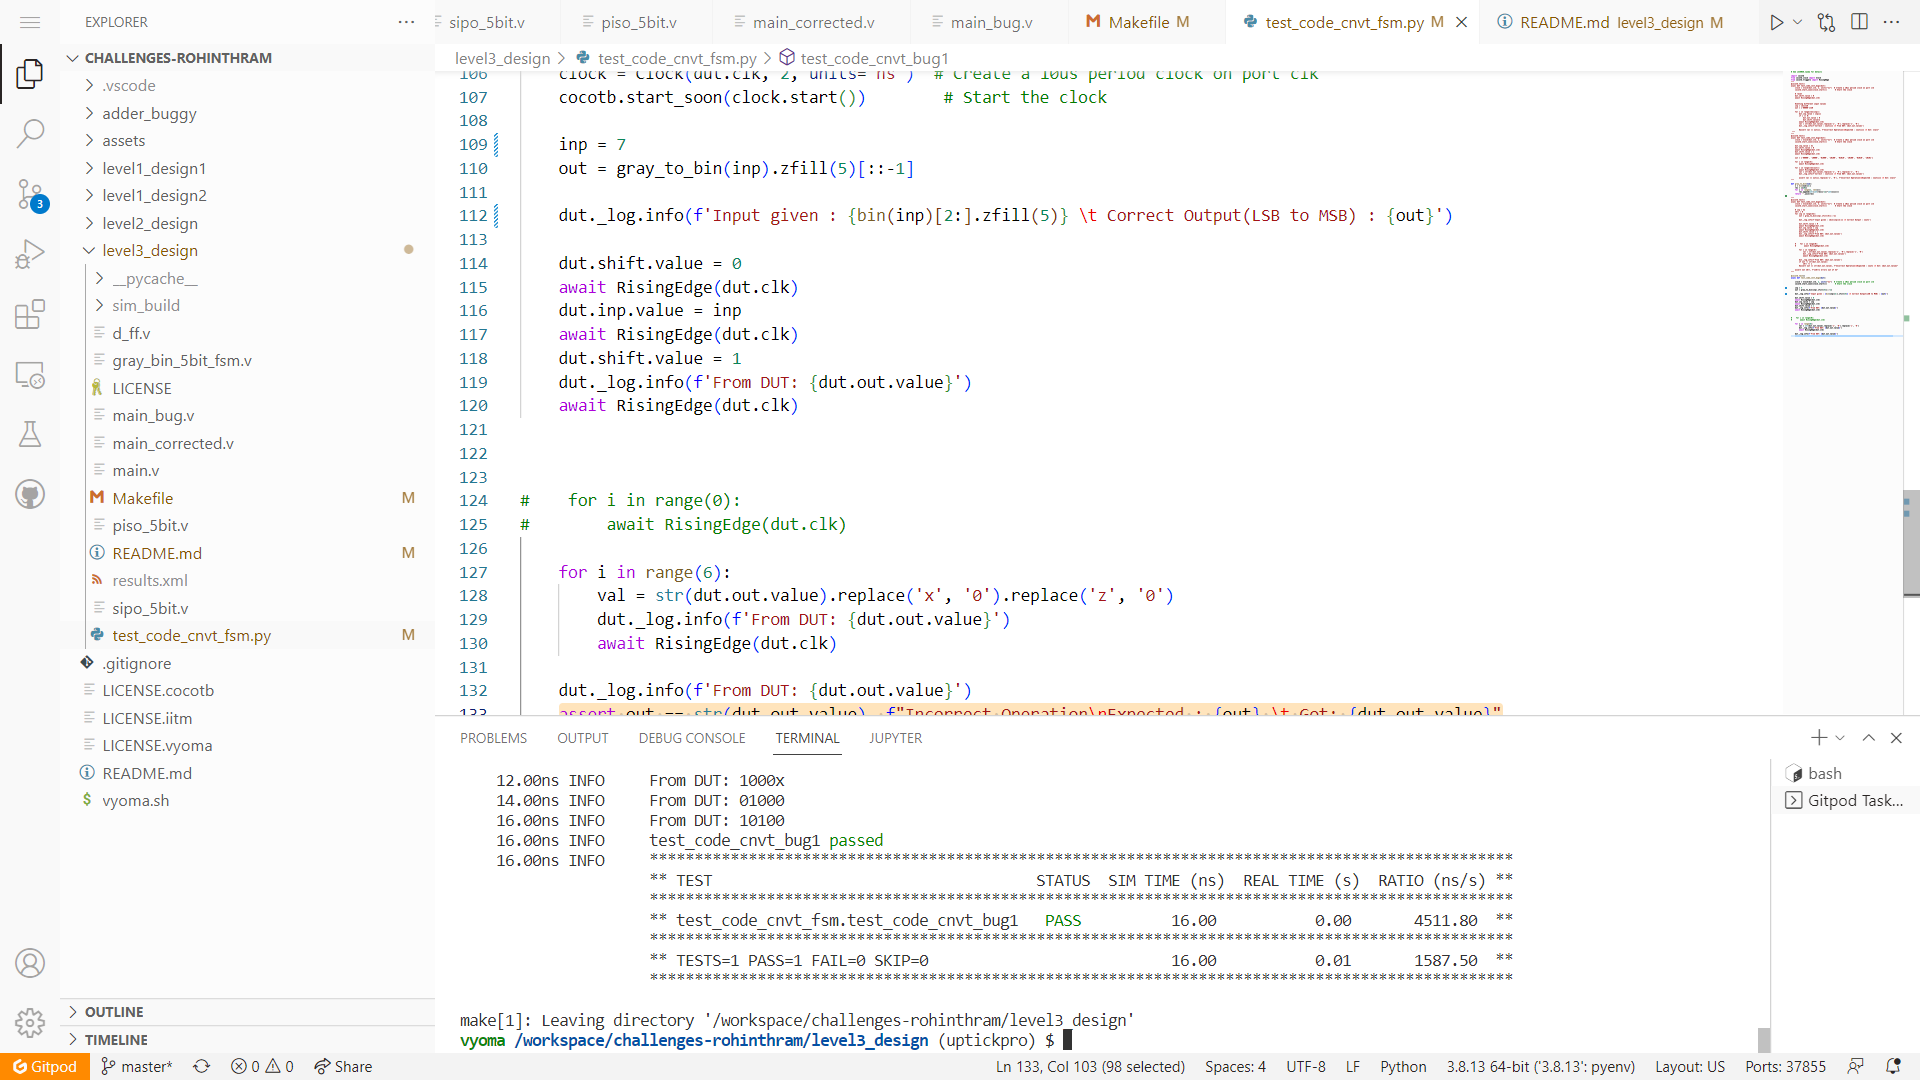 EXPLORER
sipo_5bit.v
piso_5bit.v
main_corrected.v
main_bug.v
Makefile M
test_code_cnvt_fsm.py M
README.md level3_design M
CHALLENGES-ROHINTHRAM
.vscode
adder_buggy
assets
level1_design1
level1_design2
level2_design
level3_design
__pycache__
sim_build
d_ff.v
gray_bin_5bit_fsm.v
LICENSE
main_bug.v
main_corrected.v
main.v
Makefile M
piso_5bit.v
README.md M
results.xml
sipo_5bit.v
test_code_cnvt_fsm.py M
.gitignore
LICENSE.cocotb
LICENSE.iitm
LICENSE.vyoma
README.md
vyoma.sh
OUTLINE
TIMELINE
3
level3_design > test_code_cnvt_fsm.py > test_code_cnvt_bug1
106 clock = Clock(dut.clk, 2, units="ns") # Create a 10us period clock on port clk
107 cocotb.start_soon(clock.start()) # Start the clock
108
109 inp = 7
110 out = gray_to_bin(inp).zfill(5)[::-1]
111
112 dut._log.info(f'Input given : {bin(inp)[2:].zfill(5)} \t Correct Output(LSB to MSB) : {out}')
113
114 dut.shift.value = 0
115 await RisingEdge(dut.clk)
116 dut.inp.value = inp
117 await RisingEdge(dut.clk)
118 dut.shift.value = 1
119 dut._log.info(f'From DUT: {dut.out.value}')
120 await RisingEdge(dut.clk)
121
122
123
124 # for i in range(0):
125 # await RisingEdge(dut.clk)
126
127 for i in range(6):
128 val = str(dut.out.value).replace('x', '0').replace('z', '0')
129 dut._log.info(f'From DUT: {dut.out.value}')
130 await RisingEdge(dut.clk)
131
132 dut._log.info(f'From DUT: {dut.out.value}')
133 assert out == str(dut.out.value), f"Incorrect Operation\nExpected : {out} \t Got: {dut.out.value}"
PROBLEMS OUTPUT DEBUG CONSOLE TERMINAL JUPYTER
12.00ns INFO From DUT: 1000x
14.00ns INFO From DUT: 01000
16.00ns INFO From DUT: 10100
16.00ns INFO test_code_cnvt_bug1 passed
16.00ns INFO ************************************************************************************************
** TEST STATUS SIM TIME (ns) REAL TIME (s) RATIO (ns/s) **
************************************************************************************************
** test_code_cnvt_fsm.test_code_cnvt_bug1 PASS 16.00 0.00 4511.80 **
************************************************************************************************
** TESTS=1 PASS=1 FAIL=0 SKIP=0 16.00 0.01 1587.50 **
************************************************************************************************
make[1]: Leaving directory '/workspace/challenges-rohinthram/level3_design'
vyoma /workspace/challenges-rohinthram/level3_design (uptickpro) $
bash
Gitpod Task...
Gitpod master* 0 0 Share
Ln 133, Col 103 (98 selected) Spaces: 4 UTF-8 LF Python 3.8.13 64-bit ('3.8.13': pyenv) Layout: US Ports: 37855